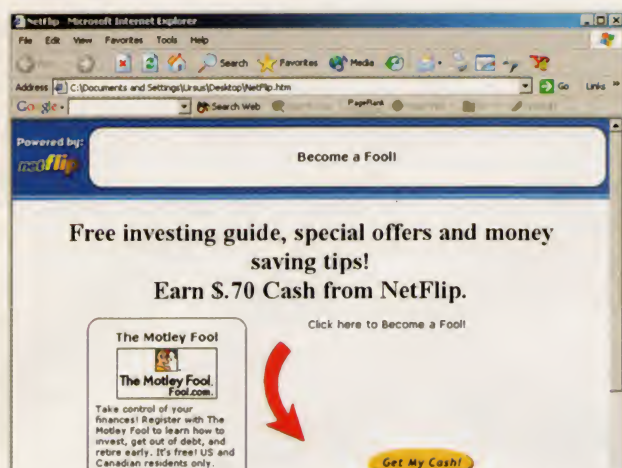 NetFlip - Microsoft Internet Explorer
File Edit View Favorites Tools Help
Search Favorites Media
Address C:\Documents and Settings\Ursus\Desktop\NetFlip.htm Go Links »
Google Search Web PageRank
Powered by:
netflip
Become a Fool!
Free investing guide, special offers and money
saving tips!
Earn $.70 Cash from NetFlip.
Click here to Become a Fool!
The Motley Fool
The Motley Fool.
Fool.com.
Take control of your
finances! Register with The
Motley Fool to learn how to
invest, get out of debt, and
retire early. It's free! US and
Canadian residents only.
Get My Cash!